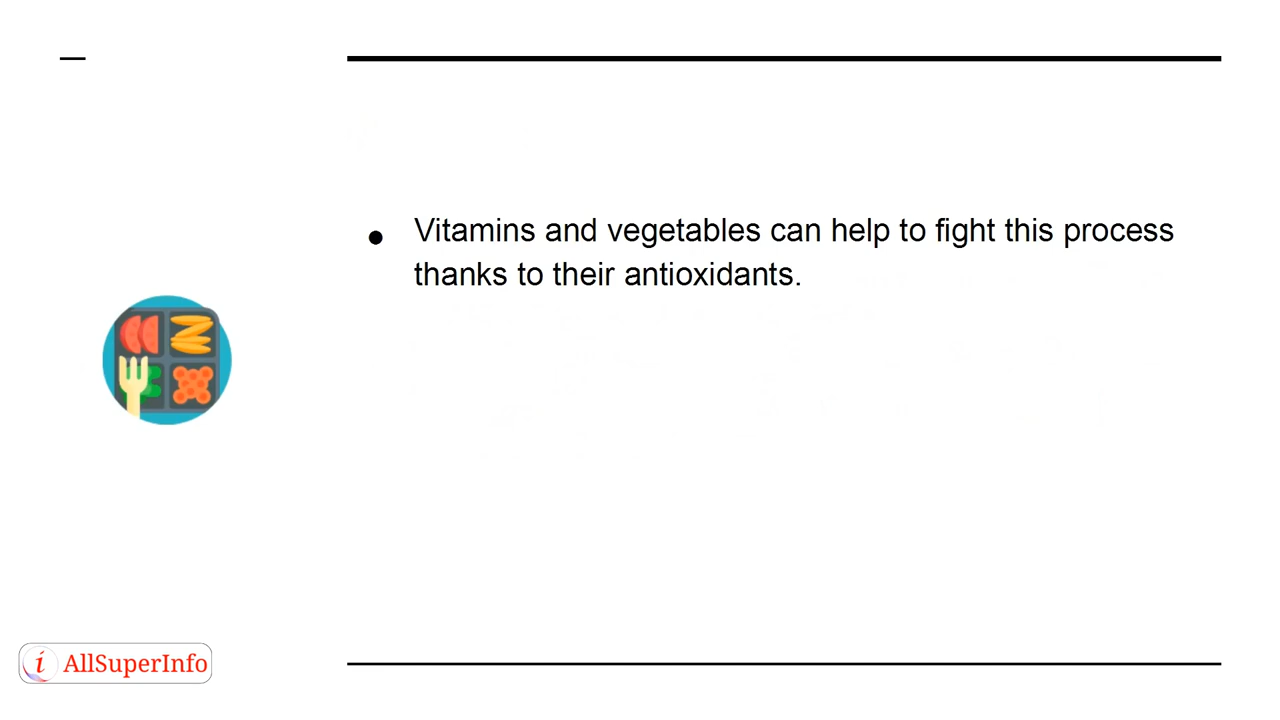 ● Vitamins and vegetables can help to fight this process
thanks to their antioxidants.
i AllSuperInfo